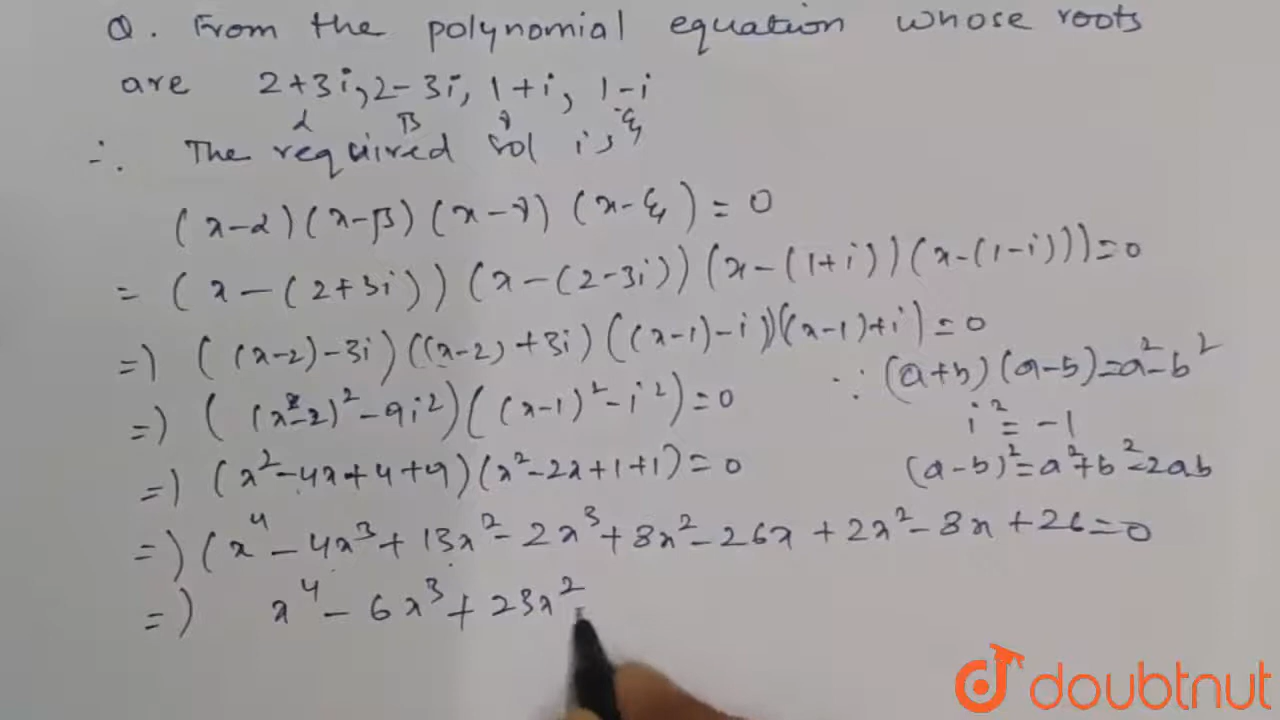 Q. From the polynomial equation whose roots
are 2+3i, 2-3i, 1+i, 1-i
α β γ ξ
∴ The required sol is
(x-α)(x-β)(x-γ)(x-ξ)=0
= (x-(2+3i))(x-(2-3i))(x-(1+i))(x-(1-i)))=0
=) ((x-2)-3i)((x-2)+3i)((x-1)-i)((x-1)+i)=0
∵ (a+b)(a-b)=a²-b²
=) ((x-2)²-9i²)((x-1)²-i²)=0
i²=-1
=) (x²-4x+4+9)(x²-2x+1+1)=0
(a-b)²=a²+b²-2ab
=) (x⁴-4x³+13x²-2x³+8x²-26x+2x²-8x+26=0
=) x⁴-6x³+23x²
doubtnut